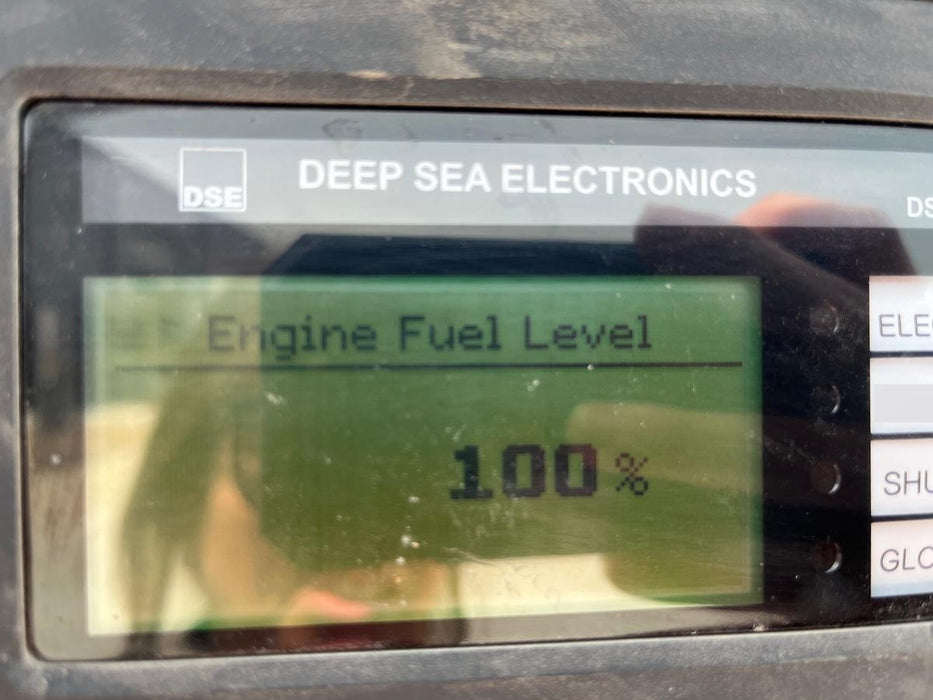 DSE
DEEP SEA ELECTRONICS
Engine Fuel Level
100%